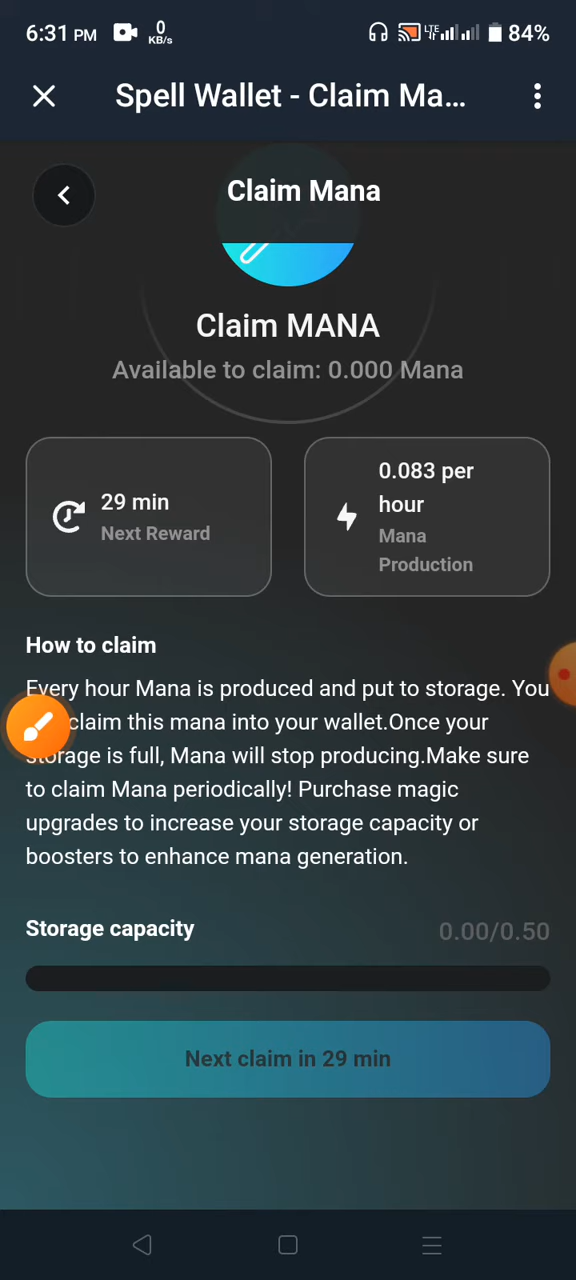 6:31 PM 0 KB/s LTE 84%
Spell Wallet - Claim Ma...
Claim Mana
Claim MANA
Available to claim: 0.000 Mana
29 min
Next Reward
0.083 per
hour
Mana
Production
How to claim
Every hour Mana is produced and put to storage. You
claim this mana into your wallet.Once your
storage is full, Mana will stop producing.Make sure
to claim Mana periodically! Purchase magic
upgrades to increase your storage capacity or
boosters to enhance mana generation.
Storage capacity
0.00/0.50
Next claim in 29 min